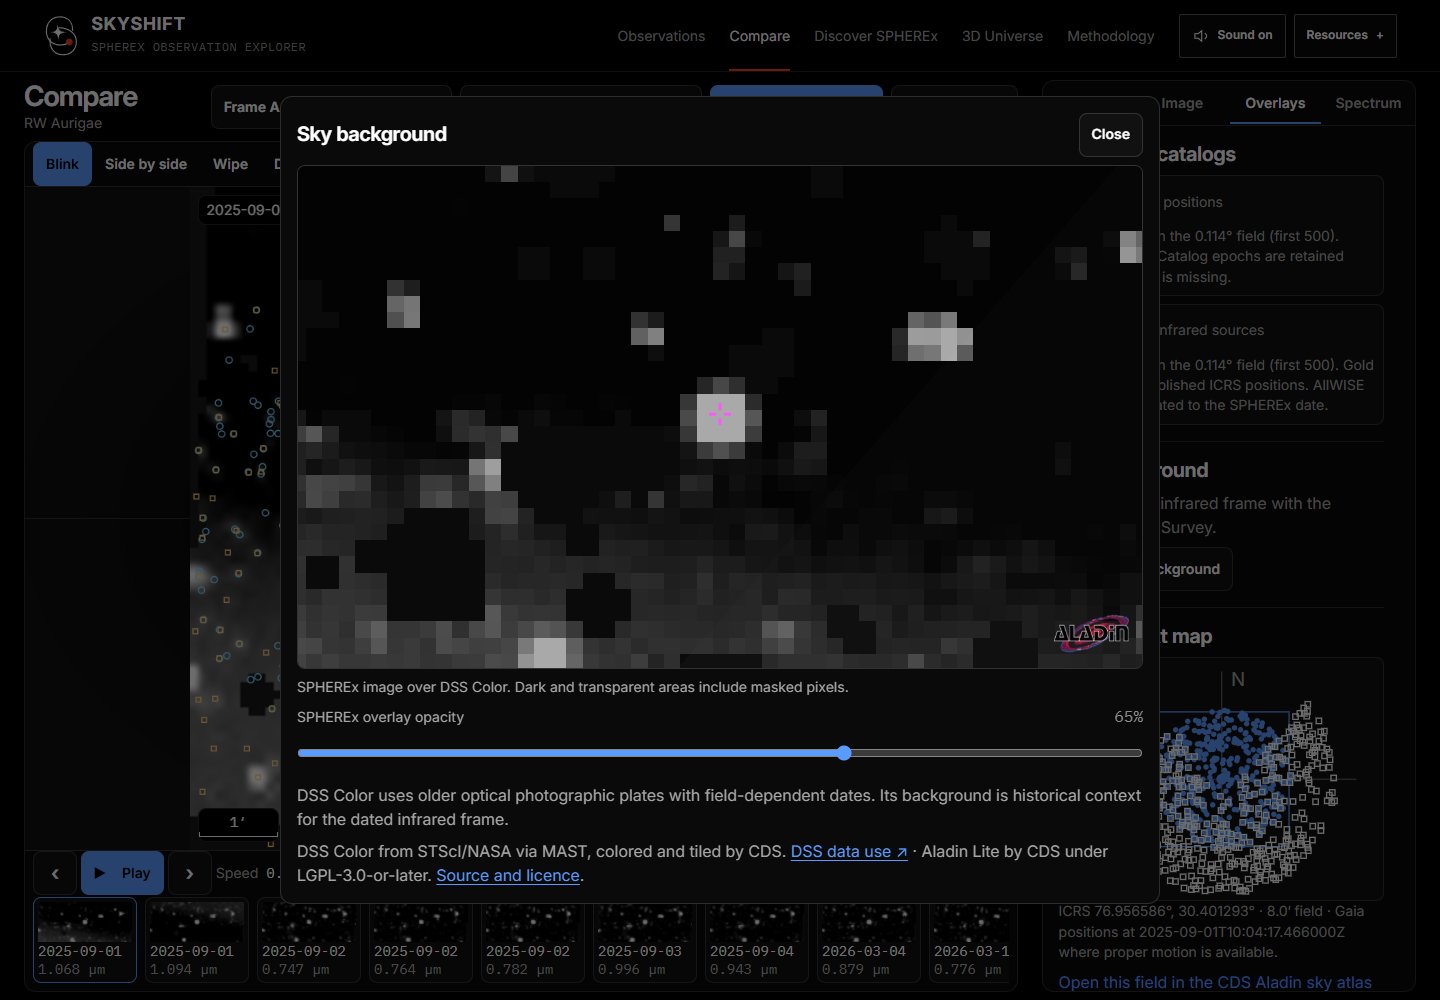 SKYSHIFT
SPHEREX OBSERVATION EXPLORER
Observations
Compare
Discover SPHEREx
3D Universe
Methodology
Sound on
Resources +
Compare
RW Aurigae
Frame A
Image
Overlays
Spectrum
Blink
Side by side
Wipe
2025-09-0
Sky background
Close
ALADIN
SPHEREx image over DSS Color. Dark and transparent areas include masked pixels.
SPHEREx overlay opacity
65%
DSS Color uses older optical photographic plates with field-dependent dates. Its background is historical context
for the dated infrared frame.
DSS Color from STScI/NASA via MAST, colored and tiled by CDS. DSS data use ↗ · Aladin Lite by CDS under
LGPL-3.0-or-later. Source and licence.
catalogs
positions
the 0.114° field (first 500).
Catalog epochs are retained
is missing.
infrared sources
the 0.114° field (first 500). Gold
ICRS positions. AllWISE
to the SPHEREx date.
infrared frame with the
Survey.
map
N
1′
‹
Play
›
Speed 0.
2025-09-01
1.068 µm
2025-09-01
1.094 µm
2025-09-02
0.747 µm
2025-09-02
0.764 µm
2025-09-02
0.782 µm
2025-09-03
0.996 µm
2025-09-04
0.943 µm
2026-03-04
0.879 µm
2026-03-1
0.776 µm
ICRS 76.956586°, 30.401293° · 8.0′ field · Gaia
positions at 2025-09-01T10:04:17.466000Z
where proper motion is available.
Open this field in the CDS Aladin sky atlas